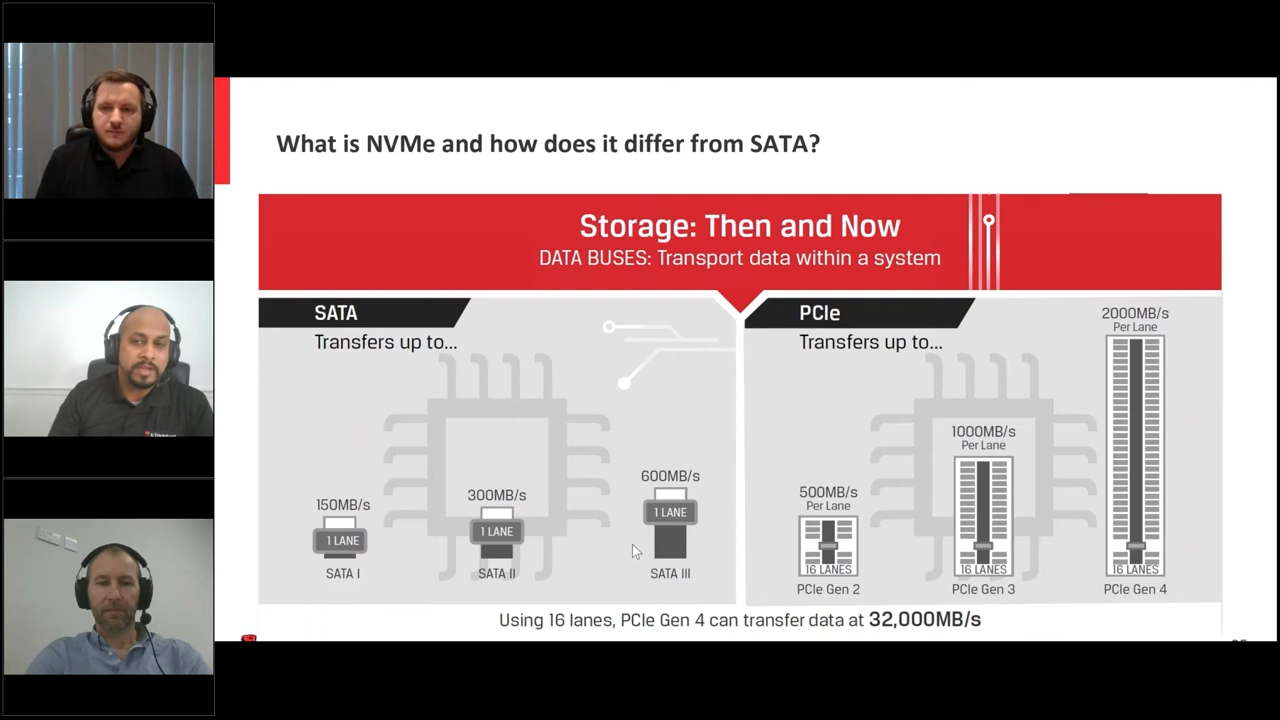 What is NVMe and how does it differ from SATA?
Storage: Then and Now
DATA BUSES: Transport data within a system
SATA
Transfers up to...
150MB/s
1 LANE
SATA I
300MB/s
1 LANE
SATA II
600MB/s
1 LANE
SATA III
PCIe
Transfers up to...
500MB/s
Per Lane
16 LANES
PCIe Gen 2
1000MB/s
Per Lane
16 LANES
PCIe Gen 3
2000MB/s
Per Lane
16 LANES
PCIe Gen 4
Using 16 lanes, PCIe Gen 4 can transfer data at 32,000MB/s